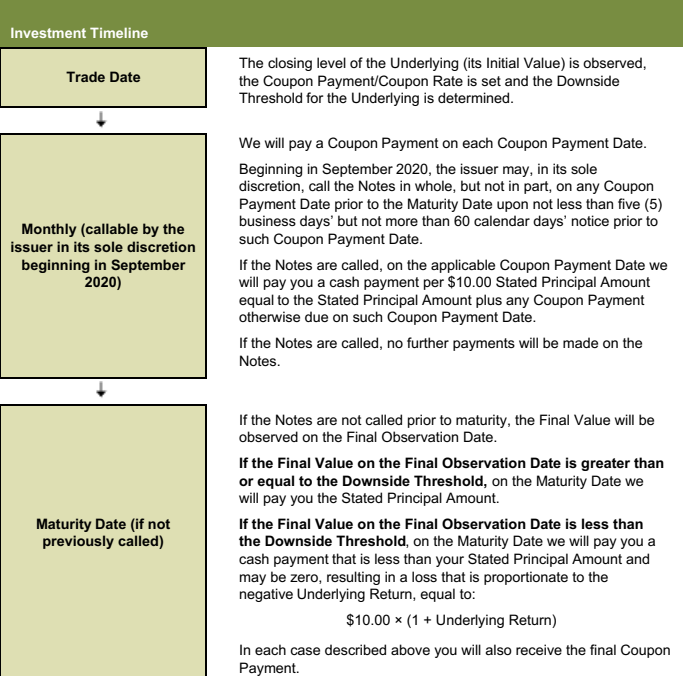 Investment Timeline
Trade Date
The closing level of the Underlying (its Initial Value) is observed,
the Coupon Payment/Coupon Rate is set and the Downside
Threshold for the Underlying is determined.
Monthly (callable by the
issuer in its sole discretion
beginning in September
2020)
We will pay a Coupon Payment on each Coupon Payment Date.
Beginning in September 2020, the issuer may, in its sole
discretion, call the Notes in whole, but not in part, on any Coupon
Payment Date prior to the Maturity Date upon not less than five (5)
business days’ but not more than 60 calendar days’ notice prior to
such Coupon Payment Date.
If the Notes are called, on the applicable Coupon Payment Date we
will pay you a cash payment per $10.00 Stated Principal Amount
equal to the Stated Principal Amount plus any Coupon Payment
otherwise due on such Coupon Payment Date.
If the Notes are called, no further payments will be made on the
Notes.
Maturity Date (if not
previously called)
If the Notes are not called prior to maturity, the Final Value will be
observed on the Final Observation Date.
If the Final Value on the Final Observation Date is greater than
or equal to the Downside Threshold, on the Maturity Date we
will pay you the Stated Principal Amount.
If the Final Value on the Final Observation Date is less than
the Downside Threshold, on the Maturity Date we will pay you a
cash payment that is less than your Stated Principal Amount and
may be zero, resulting in a loss that is proportionate to the
negative Underlying Return, equal to:
$10.00 × (1 + Underlying Return)
In each case described above you will also receive the final Coupon
Payment.